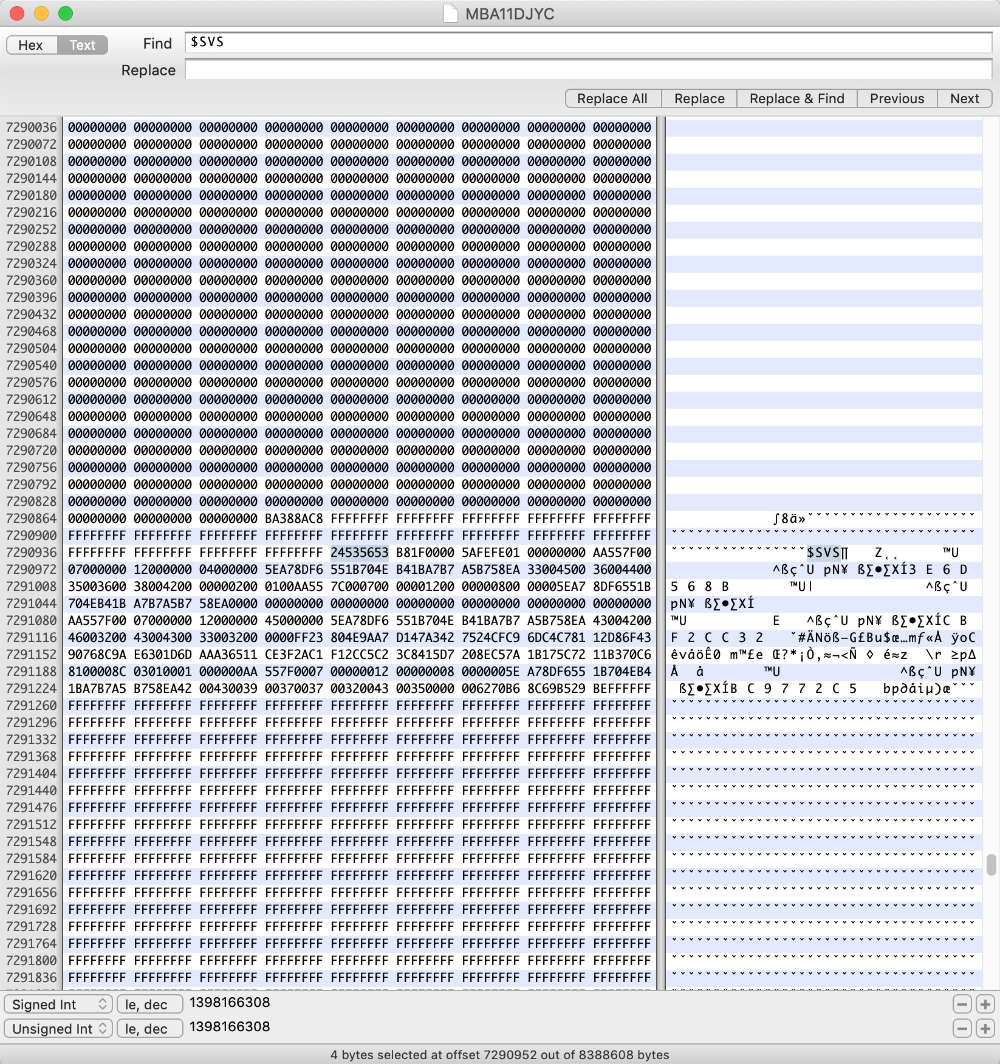 MBA11DJYC
Hex Text Find $SVS
Replace
Replace All Replace Replace & Find Previous Next
7290036 00000000 00000000 00000000 00000000 00000000 00000000 00000000 00000000 00000000
7290072 00000000 00000000 00000000 00000000 00000000 00000000 00000000 00000000 00000000
7290108 00000000 00000000 00000000 00000000 00000000 00000000 00000000 00000000 00000000
7290144 00000000 00000000 00000000 00000000 00000000 00000000 00000000 00000000 00000000
7290180 00000000 00000000 00000000 00000000 00000000 00000000 00000000 00000000 00000000
7290216 00000000 00000000 00000000 00000000 00000000 00000000 00000000 00000000 00000000
7290252 00000000 00000000 00000000 00000000 00000000 00000000 00000000 00000000 00000000
7290288 00000000 00000000 00000000 00000000 00000000 00000000 00000000 00000000 00000000
7290324 00000000 00000000 00000000 00000000 00000000 00000000 00000000 00000000 00000000
7290360 00000000 00000000 00000000 00000000 00000000 00000000 00000000 00000000 00000000
7290396 00000000 00000000 00000000 00000000 00000000 00000000 00000000 00000000 00000000
7290432 00000000 00000000 00000000 00000000 00000000 00000000 00000000 00000000 00000000
7290468 00000000 00000000 00000000 00000000 00000000 00000000 00000000 00000000 00000000
7290504 00000000 00000000 00000000 00000000 00000000 00000000 00000000 00000000 00000000
7290540 00000000 00000000 00000000 00000000 00000000 00000000 00000000 00000000 00000000
7290576 00000000 00000000 00000000 00000000 00000000 00000000 00000000 00000000 00000000
7290612 00000000 00000000 00000000 00000000 00000000 00000000 00000000 00000000 00000000
7290648 00000000 00000000 00000000 00000000 00000000 00000000 00000000 00000000 00000000
7290684 00000000 00000000 00000000 00000000 00000000 00000000 00000000 00000000 00000000
7290720 00000000 00000000 00000000 00000000 00000000 00000000 00000000 00000000 00000000
7290756 00000000 00000000 00000000 00000000 00000000 00000000 00000000 00000000 00000000
7290792 00000000 00000000 00000000 00000000 00000000 00000000 00000000 00000000 00000000
7290828 00000000 00000000 00000000 00000000 00000000 00000000 00000000 00000000 00000000
7290864 00000000 00000000 00000000 BA388AC8 FFFFFFFF FFFFFFFF FFFFFFFF FFFFFFFF FFFFFFFF ∫8ä»
7290900 FFFFFFFF FFFFFFFF FFFFFFFF FFFFFFFF FFFFFFFF FFFFFFFF FFFFFFFF FFFFFFFF FFFFFFFF
7290936 FFFFFFFF FFFFFFFF FFFFFFFF FFFFFFFF 24535653 B81F0000 5AFEFE01 00000000 AA557F00 $SVS∏ Z˛˛ ™U
7290972 07000000 12000000 04000000 5EA78DF6 551B704E B41BA7B7 A5B758EA 33004500 36004400 ^ßçˆU pN¥ ß∑•∑XÍ3 E 6 D
7291008 35003600 38004200 00000200 0100AA55 7C000700 00001200 00000800 00005EA7 8DF6551B 5 6 8 B ™U| ^ßçˆU
7291044 704EB41B A7B7A5B7 58EA0000 00000000 00000000 00000000 00000000 00000000 00000000 pN¥ ß∑•∑XÍ
7291080 AA557F00 07000000 12000000 45000000 5EA78DF6 551B704E B41BA7B7 A5B758EA 43004200 ™U E ^ßçˆU pN¥ ß∑•∑XÍC B
7291116 46003200 43004300 33003200 0000FF23 804E9AA7 D147A342 7524CFC9 6DC4C781 12D86F43 F 2 C C 3 2 ˇ#ÄNöß—G£Bu$œ…mƒ«Å ÿoC
7291152 90768C9A E6301D6D AAA36511 CE3F2AC1 F12CC5C2 3C8415D7 208EC57A 1B175C72 11B370C6 êvåöÊ0 m™£e Œ?*¡Ò,≈¬<Ñ ◊ é≈z \r ≥p∆
7291188 8100008C 03010001 000000AA 557F0007 00000012 00000008 0000005E A78DF655 1B704EB4 Å å ™U ^ßçˆU pN¥
7291224 1BA7B7A5 B758EA42 00430039 00370037 00320043 00350000 006270B6 8C69B529 BEFFFFFF ß∑•∑XÍB C 9 7 7 2 C 5 bp∂åiµ)æ
7291260 FFFFFFFF FFFFFFFF FFFFFFFF FFFFFFFF FFFFFFFF FFFFFFFF FFFFFFFF FFFFFFFF FFFFFFFF
7291296 FFFFFFFF FFFFFFFF FFFFFFFF FFFFFFFF FFFFFFFF FFFFFFFF FFFFFFFF FFFFFFFF FFFFFFFF
7291332 FFFFFFFF FFFFFFFF FFFFFFFF FFFFFFFF FFFFFFFF FFFFFFFF FFFFFFFF FFFFFFFF FFFFFFFF
7291368 FFFFFFFF FFFFFFFF FFFFFFFF FFFFFFFF FFFFFFFF FFFFFFFF FFFFFFFF FFFFFFFF FFFFFFFF
7291404 FFFFFFFF FFFFFFFF FFFFFFFF FFFFFFFF FFFFFFFF FFFFFFFF FFFFFFFF FFFFFFFF FFFFFFFF
7291440 FFFFFFFF FFFFFFFF FFFFFFFF FFFFFFFF FFFFFFFF FFFFFFFF FFFFFFFF FFFFFFFF FFFFFFFF
7291476 FFFFFFFF FFFFFFFF FFFFFFFF FFFFFFFF FFFFFFFF FFFFFFFF FFFFFFFF FFFFFFFF FFFFFFFF
7291512 FFFFFFFF FFFFFFFF FFFFFFFF FFFFFFFF FFFFFFFF FFFFFFFF FFFFFFFF FFFFFFFF FFFFFFFF
7291548 FFFFFFFF FFFFFFFF FFFFFFFF FFFFFFFF FFFFFFFF FFFFFFFF FFFFFFFF FFFFFFFF FFFFFFFF
7291584 FFFFFFFF FFFFFFFF FFFFFFFF FFFFFFFF FFFFFFFF FFFFFFFF FFFFFFFF FFFFFFFF FFFFFFFF
7291620 FFFFFFFF FFFFFFFF FFFFFFFF FFFFFFFF FFFFFFFF FFFFFFFF FFFFFFFF FFFFFFFF FFFFFFFF
7291656 FFFFFFFF FFFFFFFF FFFFFFFF FFFFFFFF FFFFFFFF FFFFFFFF FFFFFFFF FFFFFFFF FFFFFFFF
7291692 FFFFFFFF FFFFFFFF FFFFFFFF FFFFFFFF FFFFFFFF FFFFFFFF FFFFFFFF FFFFFFFF FFFFFFFF
7291728 FFFFFFFF FFFFFFFF FFFFFFFF FFFFFFFF FFFFFFFF FFFFFFFF FFFFFFFF FFFFFFFF FFFFFFFF
7291764 FFFFFFFF FFFFFFFF FFFFFFFF FFFFFFFF FFFFFFFF FFFFFFFF FFFFFFFF FFFFFFFF FFFFFFFF
7291800 FFFFFFFF FFFFFFFF FFFFFFFF FFFFFFFF FFFFFFFF FFFFFFFF FFFFFFFF FFFFFFFF FFFFFFFF
7291836 FFFFFFFF FFFFFFFF FFFFFFFF FFFFFFFF FFFFFFFF FFFFFFFF FFFFFFFF FFFFFFFF FFFFFFFF
Signed Int le, dec 1398166308
Unsigned Int le, dec 1398166308
4 bytes selected at offset 7290952 out of 8388608 bytes